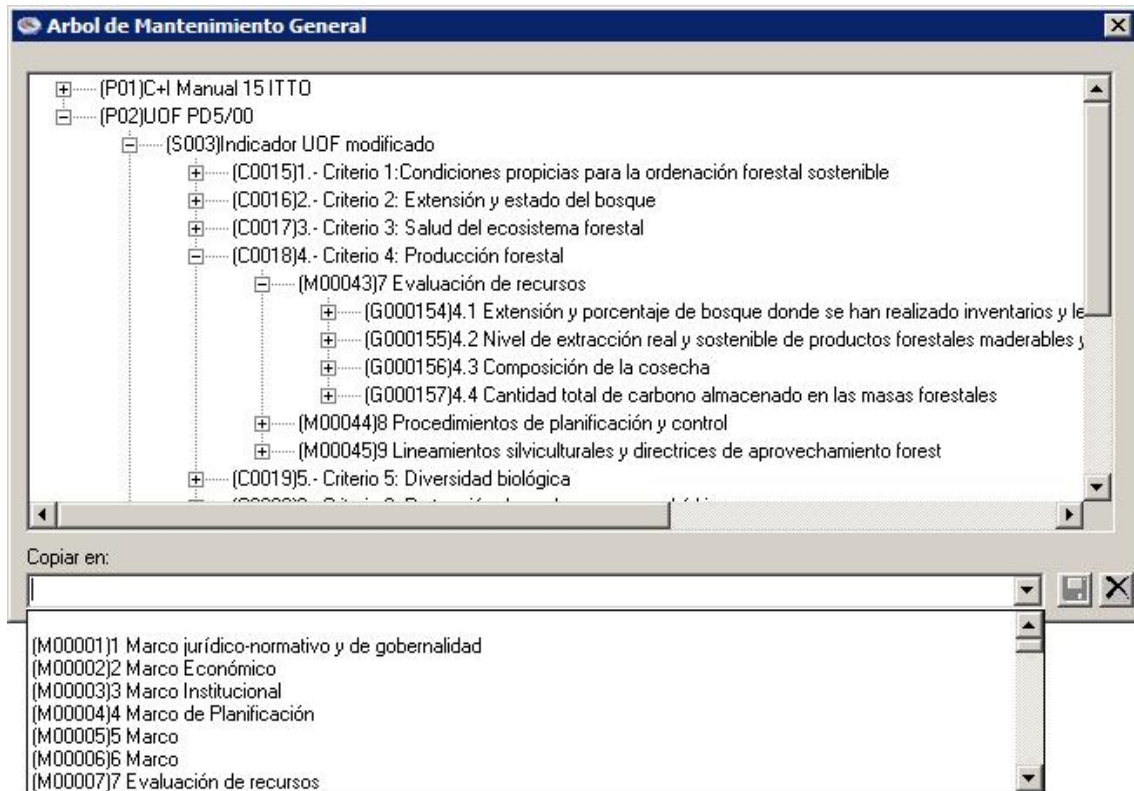 Arbol de Mantenimiento General
(P01)C+I Manual 15 ITTO
(P02)UOF PD5/00
(S003)Indicador UOF modificado
(C0015)1.- Criterio 1:Condiciones propicias para la ordenación forestal sostenible
(C0016)2.- Criterio 2: Extensión y estado del bosque
(C0017)3.- Criterio 3: Salud del ecosistema forestal
(C0018)4.- Criterio 4: Producción forestal
(M00043)7 Evaluación de recursos
(G000154)4.1 Extensión y porcentaje de bosque donde se han realizado inventarios y le
(G000155)4.2 Nivel de extracción real y sostenible de productos forestales maderables y
(G000156)4.3 Composición de la cosecha
(G000157)4.4 Cantidad total de carbono almacenado en las masas forestales
(M00044)8 Procedimientos de planificación y control
(M00045)9 Lineamientos silviculturales y directrices de aprovechamiento forest
(C0019)5.- Criterio 5: Diversidad biológica
Copiar en:
(M00001)1 Marco jurídico-normativo y de gobernalidad
(M00002)2 Marco Económico
(M00003)3 Marco Institucional
(M00004)4 Marco de Planificación
(M00005)5 Marco
(M00006)6 Marco
(M00007)7 Evaluación de recursos